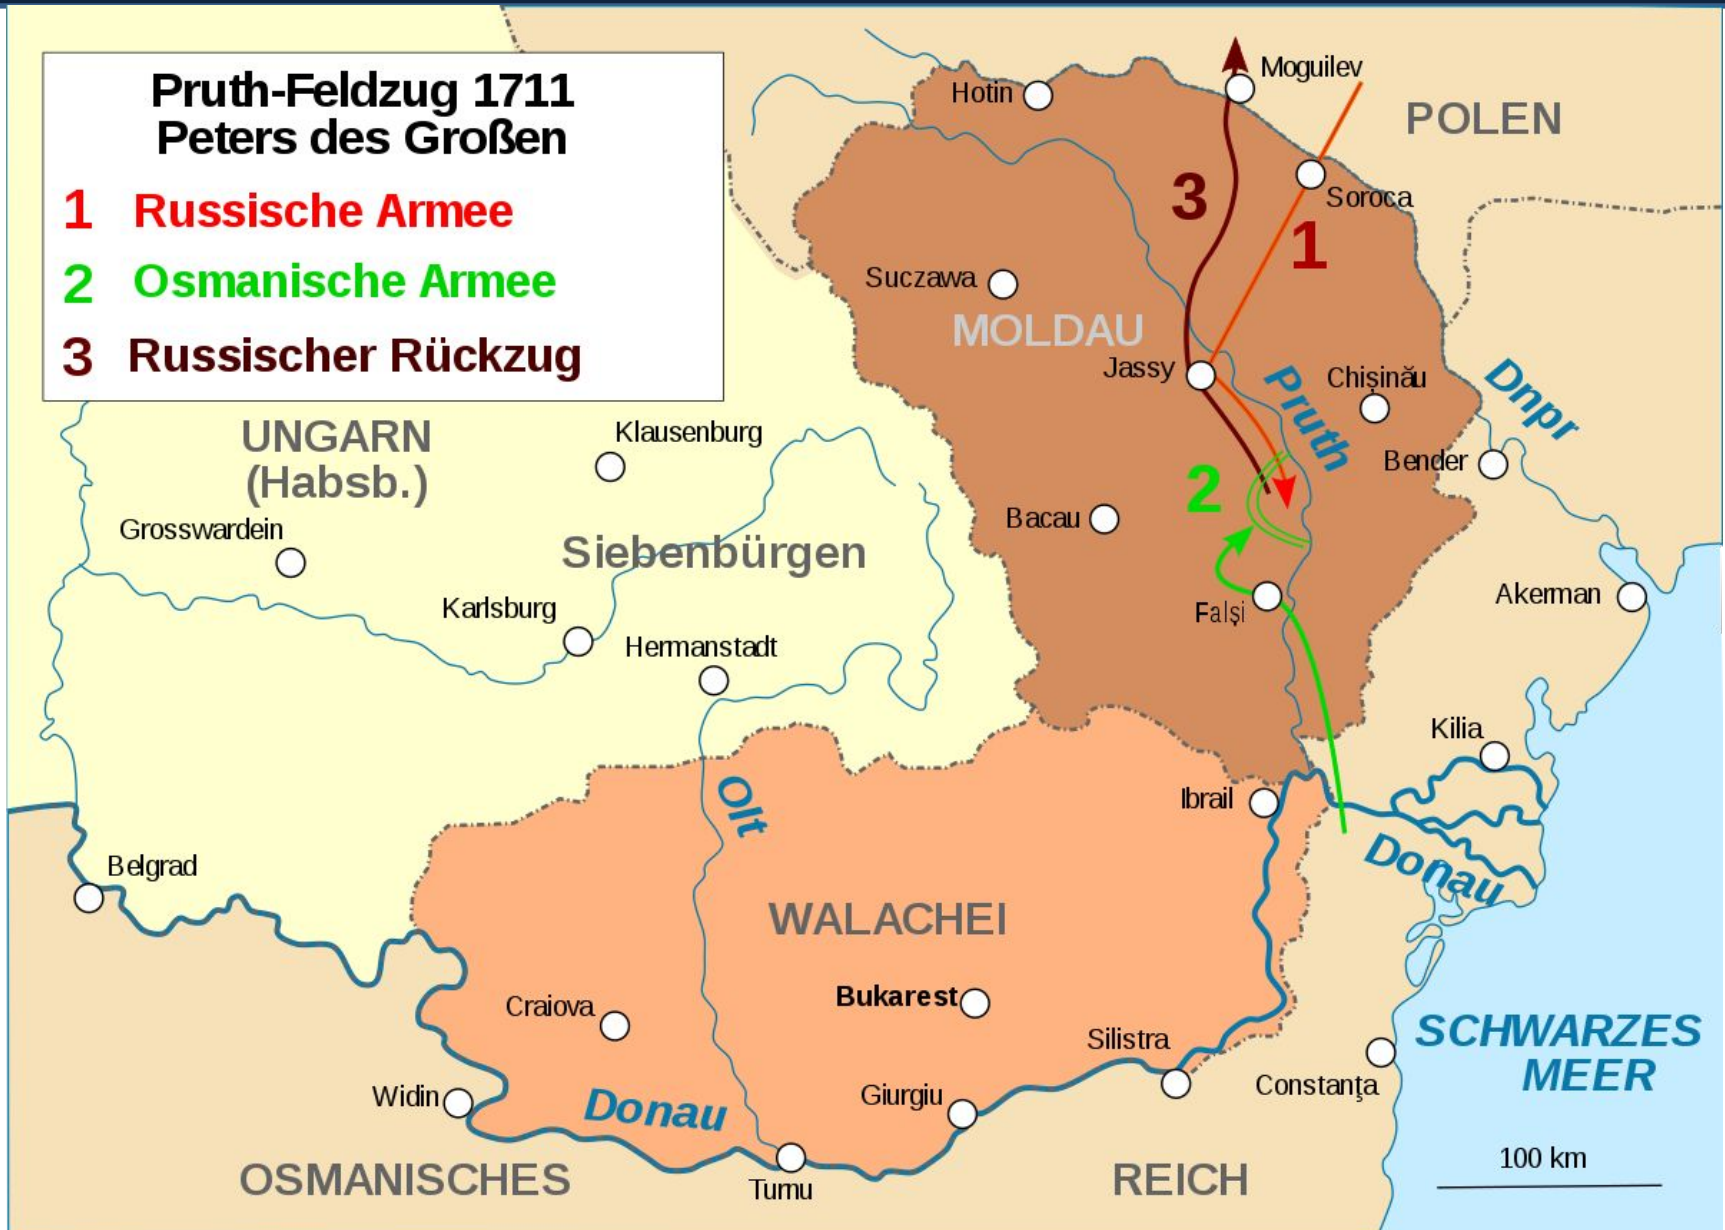 Pruth-Feldzug 1711
Peters des Großen
1 Russische Armee
2 Osmanische Armee
3 Russischer Rückzug
Moguilev
Hotin
POLEN
3
Soroca
1
Suczawa
MOLDAU
Jassy
Pruth
Chişinău
Dnpr
UNGARN
(Habsb.)
Klausenburg
Bender
2
Bacau
Grosswardein
Siebenbürgen
Akerman
Karlsburg
Falşi
Hermanstadt
Kilia
Ibrail
Olt
Donau
Belgrad
WALACHEI
Bukarest
Craiova
Silistra
SCHWARZES
MEER
Constanţa
Widin
Donau
Giurgiu
100 km
OSMANISCHES
REICH
Turnu